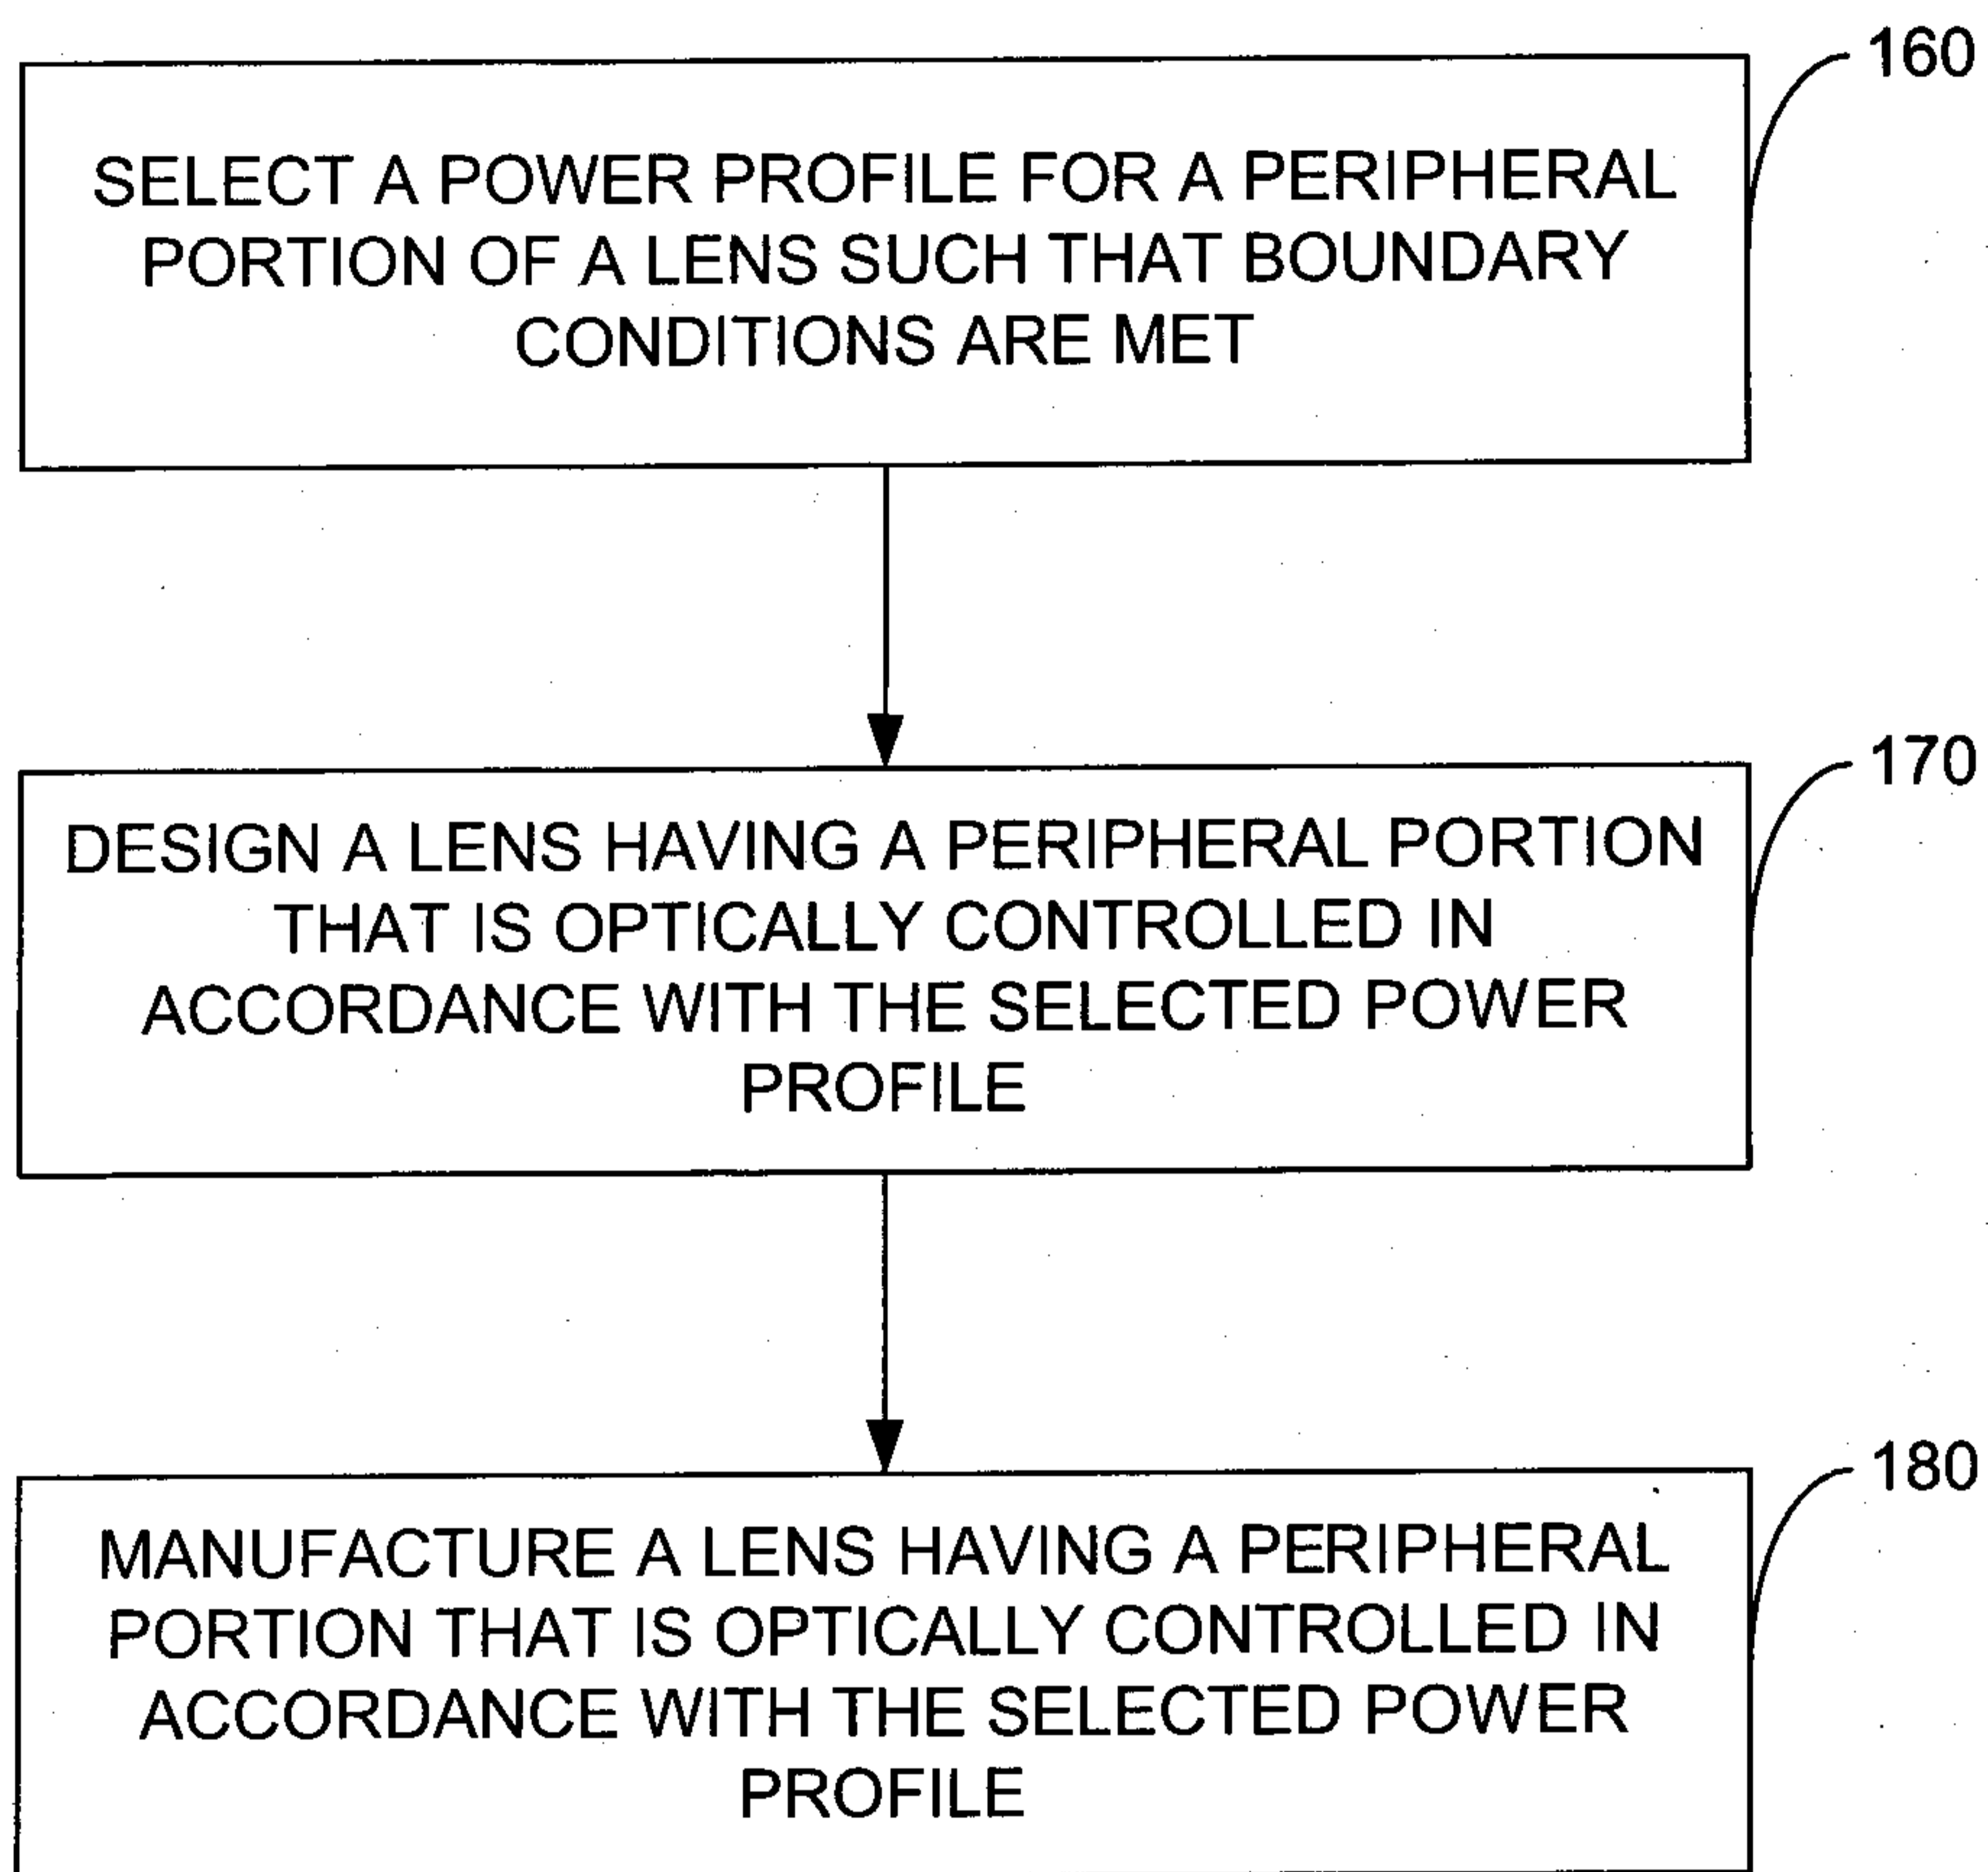 160
SELECT A POWER PROFILE FOR A PERIPHERAL
PORTION OF A LENS SUCH THAT BOUNDARY
CONDITIONS ARE MET
170
DESIGN A LENS HAVING A PERIPHERAL PORTION
THAT IS OPTICALLY CONTROLLED IN
ACCORDANCE WITH THE SELECTED POWER
PROFILE
180
MANUFACTURE A LENS HAVING A PERIPHERAL
PORTION THAT IS OPTICALLY CONTROLLED IN
ACCORDANCE WITH THE SELECTED POWER
PROFILE